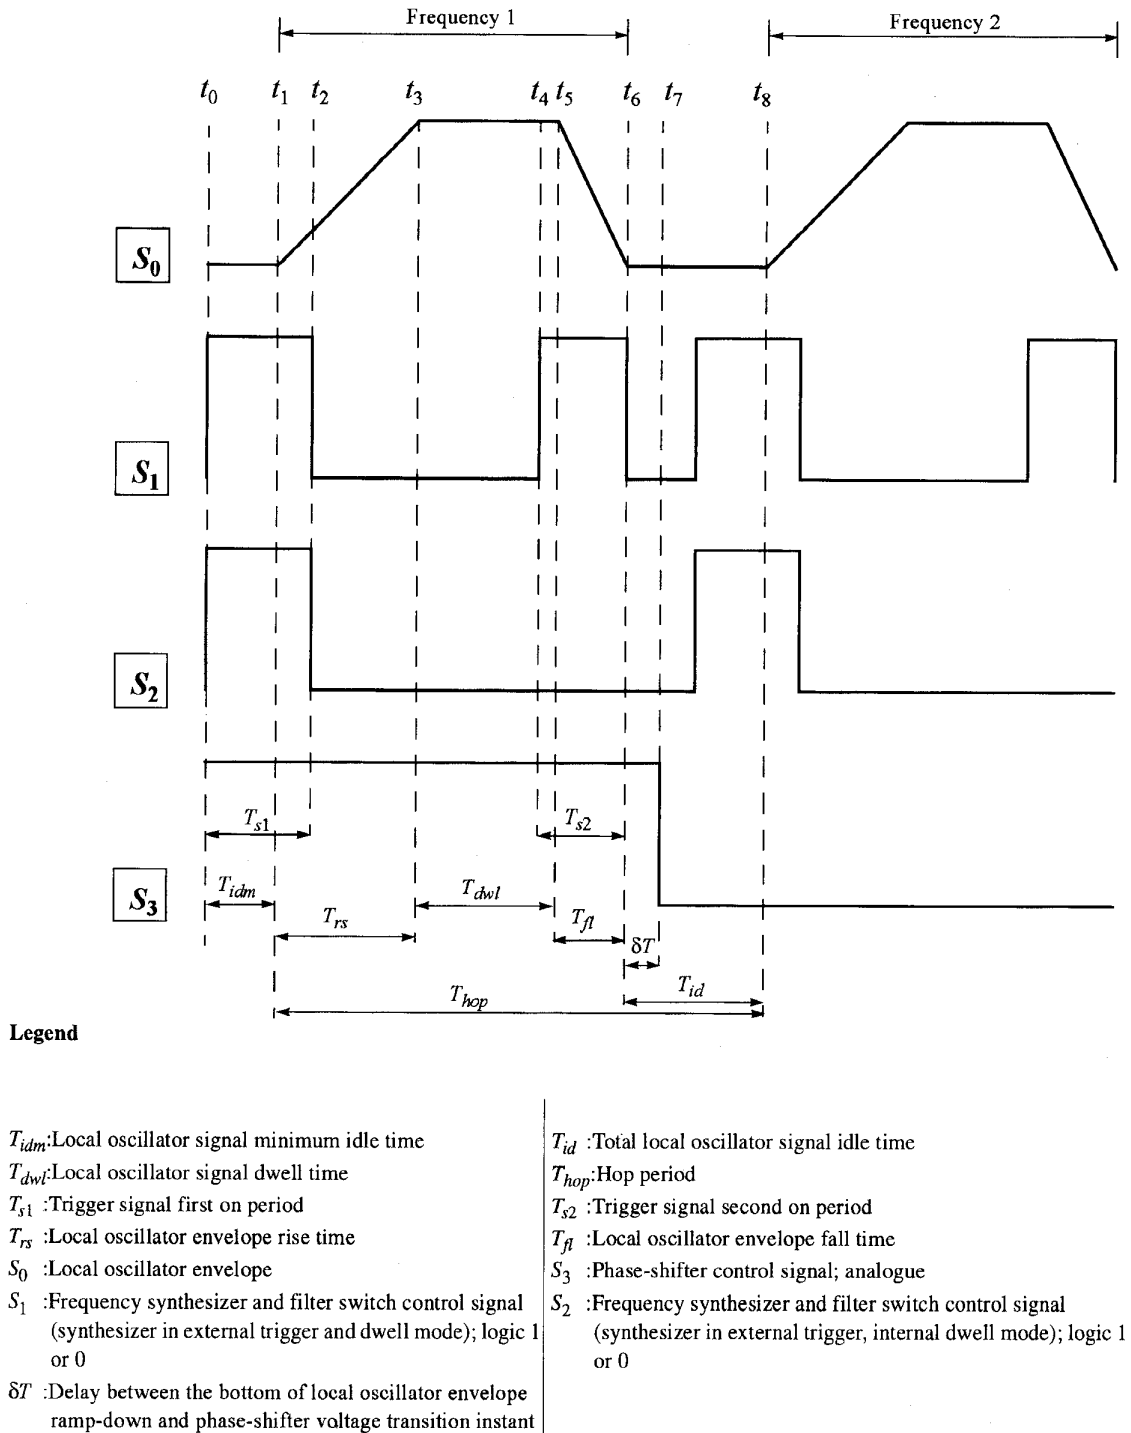 Frequency 1
Frequency 2
t0 t1 t2 t3 t4 t5 t6 t7 t8
S0
S1
S2
Ts1 Ts2
S3
Tidm Tdwl
Trs Tfl
δT
Thop Tid
Legend
Tidm:Local oscillator signal minimum idle time
Tdwl:Local oscillator signal dwell time
Ts1 :Trigger signal first on period
Trs :Local oscillator envelope rise time
S0 :Local oscillator envelope
S1 :Frequency synthesizer and filter switch control signal
(synthesizer in external trigger and dwell mode); logic 1
or 0
δT :Delay between the bottom of local oscillator envelope
ramp-down and phase-shifter voltage transition instant
Tid :Total local oscillator signal idle time
Thop:Hop period
Ts2 :Trigger signal second on period
Tfl :Local oscillator envelope fall time
S3 :Phase-shifter control signal; analogue
S2 :Frequency synthesizer and filter switch control signal
(synthesizer in external trigger, internal dwell mode); logic 1
or 0